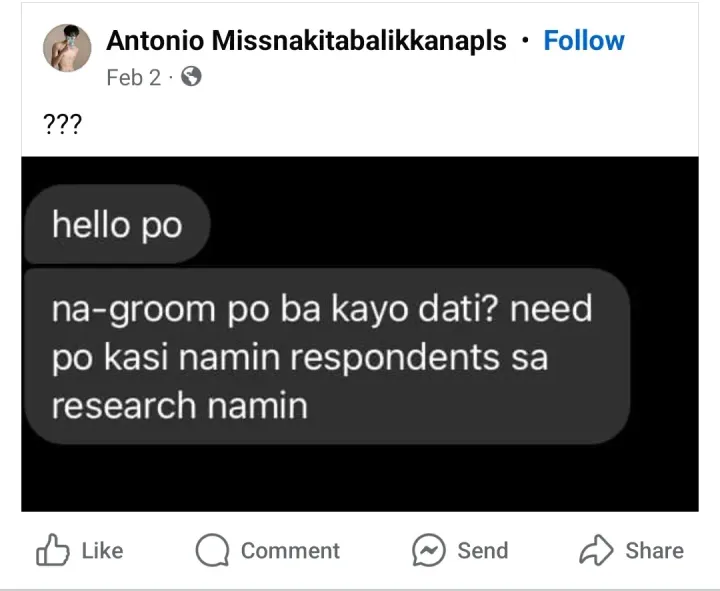 Antonio Missnakitabalikkanapls • Follow
Feb 2 ·
???
hello po
na-groom po ba kayo dati? need
po kasi namin respondents sa
research namin
Like Comment Send Share